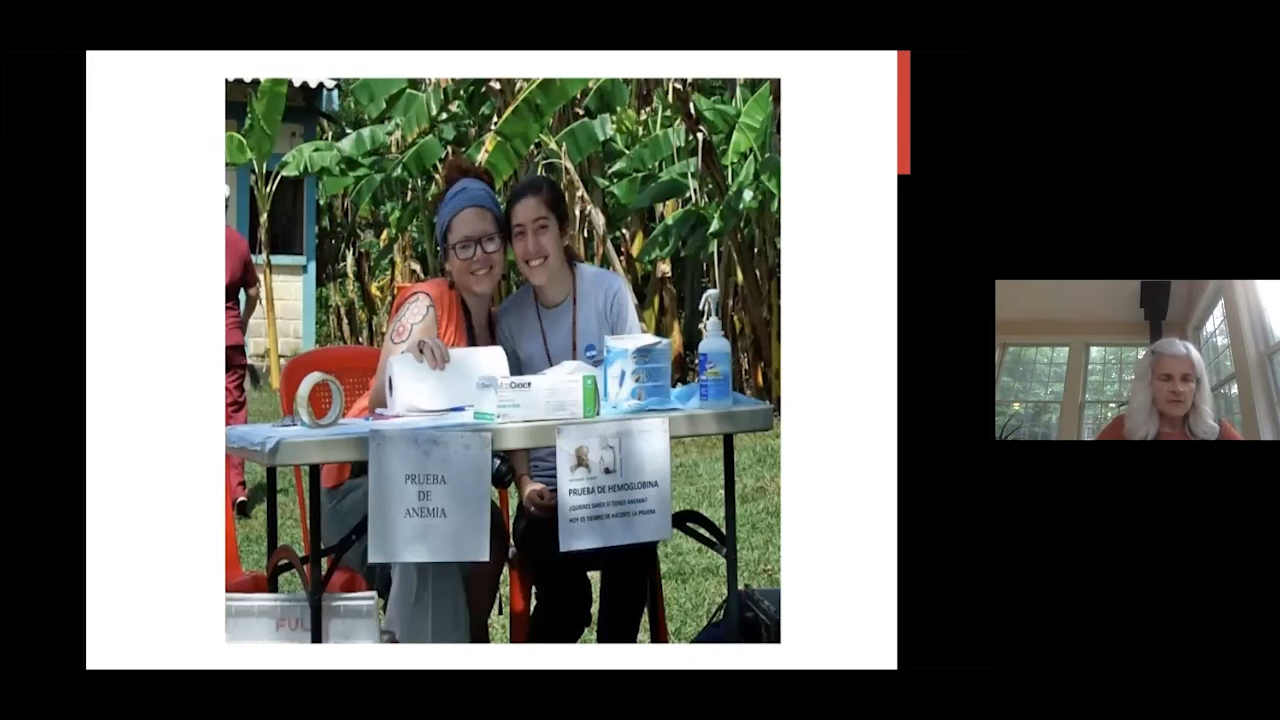 PRUEBA
DE
ANEMIA
PRUEBA DE HEMOGLOBINA
¿QUIERES SABER SI TIENES ANEMIA?
HOY ES TIEMPO DE HACERTE LA PRUEBA
FUL